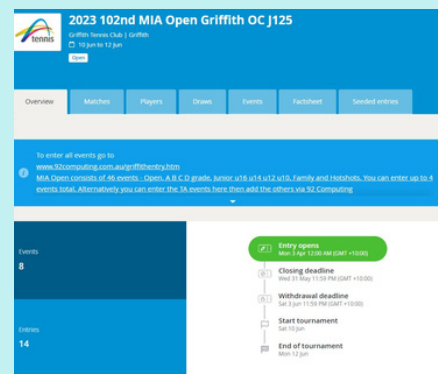 tennis
2023 102nd MIA Open Griffith OC J125
Griffith Tennis Club | Griffith
10 Jun to 12 Jun
Open
Overview
Matches
Players
Draws
Events
Factsheet
Seeded entries
To enter all events go to
www.92computing.com.au/griffithentry.htm
MIA Open consists of 46 events - Open, A B C D grade, Junior u16 u14 u12 u10, Family and Hotshots. You can enter up to 4
events total. Alternatively you can enter the TA events here then add the others via 92 Computing
Events
8
Entries
14
Entry opens
Mon 3 Apr 12:00 AM (GMT +10:00)
Closing deadline
Wed 31 May 11:59 PM (GMT +10:00)
Withdrawal deadline
Sat 3 Jun 11:59 PM (GMT +10:00)
Start tournament
Sat 10 Jun
End of tournament
Mon 12 Jun